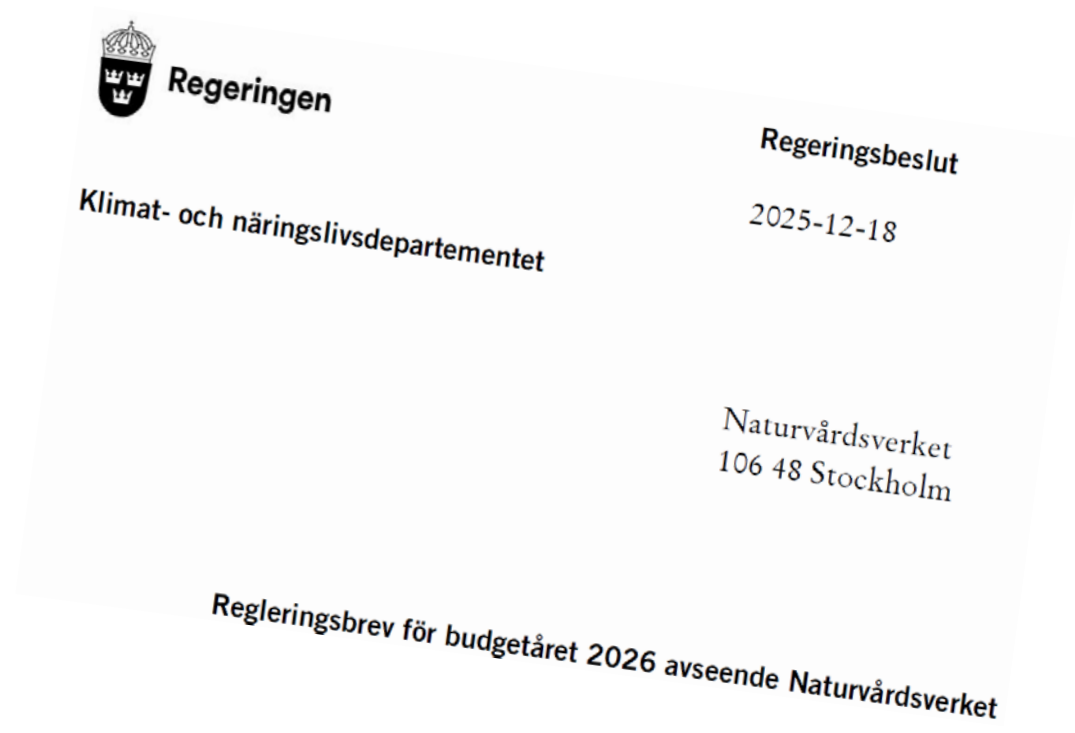 Regeringen
Regeringsbeslut
2025-12-18
Klimat- och näringslivsdepartementet
Naturvårdsverket
106 48 Stockholm
Regleringsbrev för budgetåret 2026 avseende Naturvårdsverket